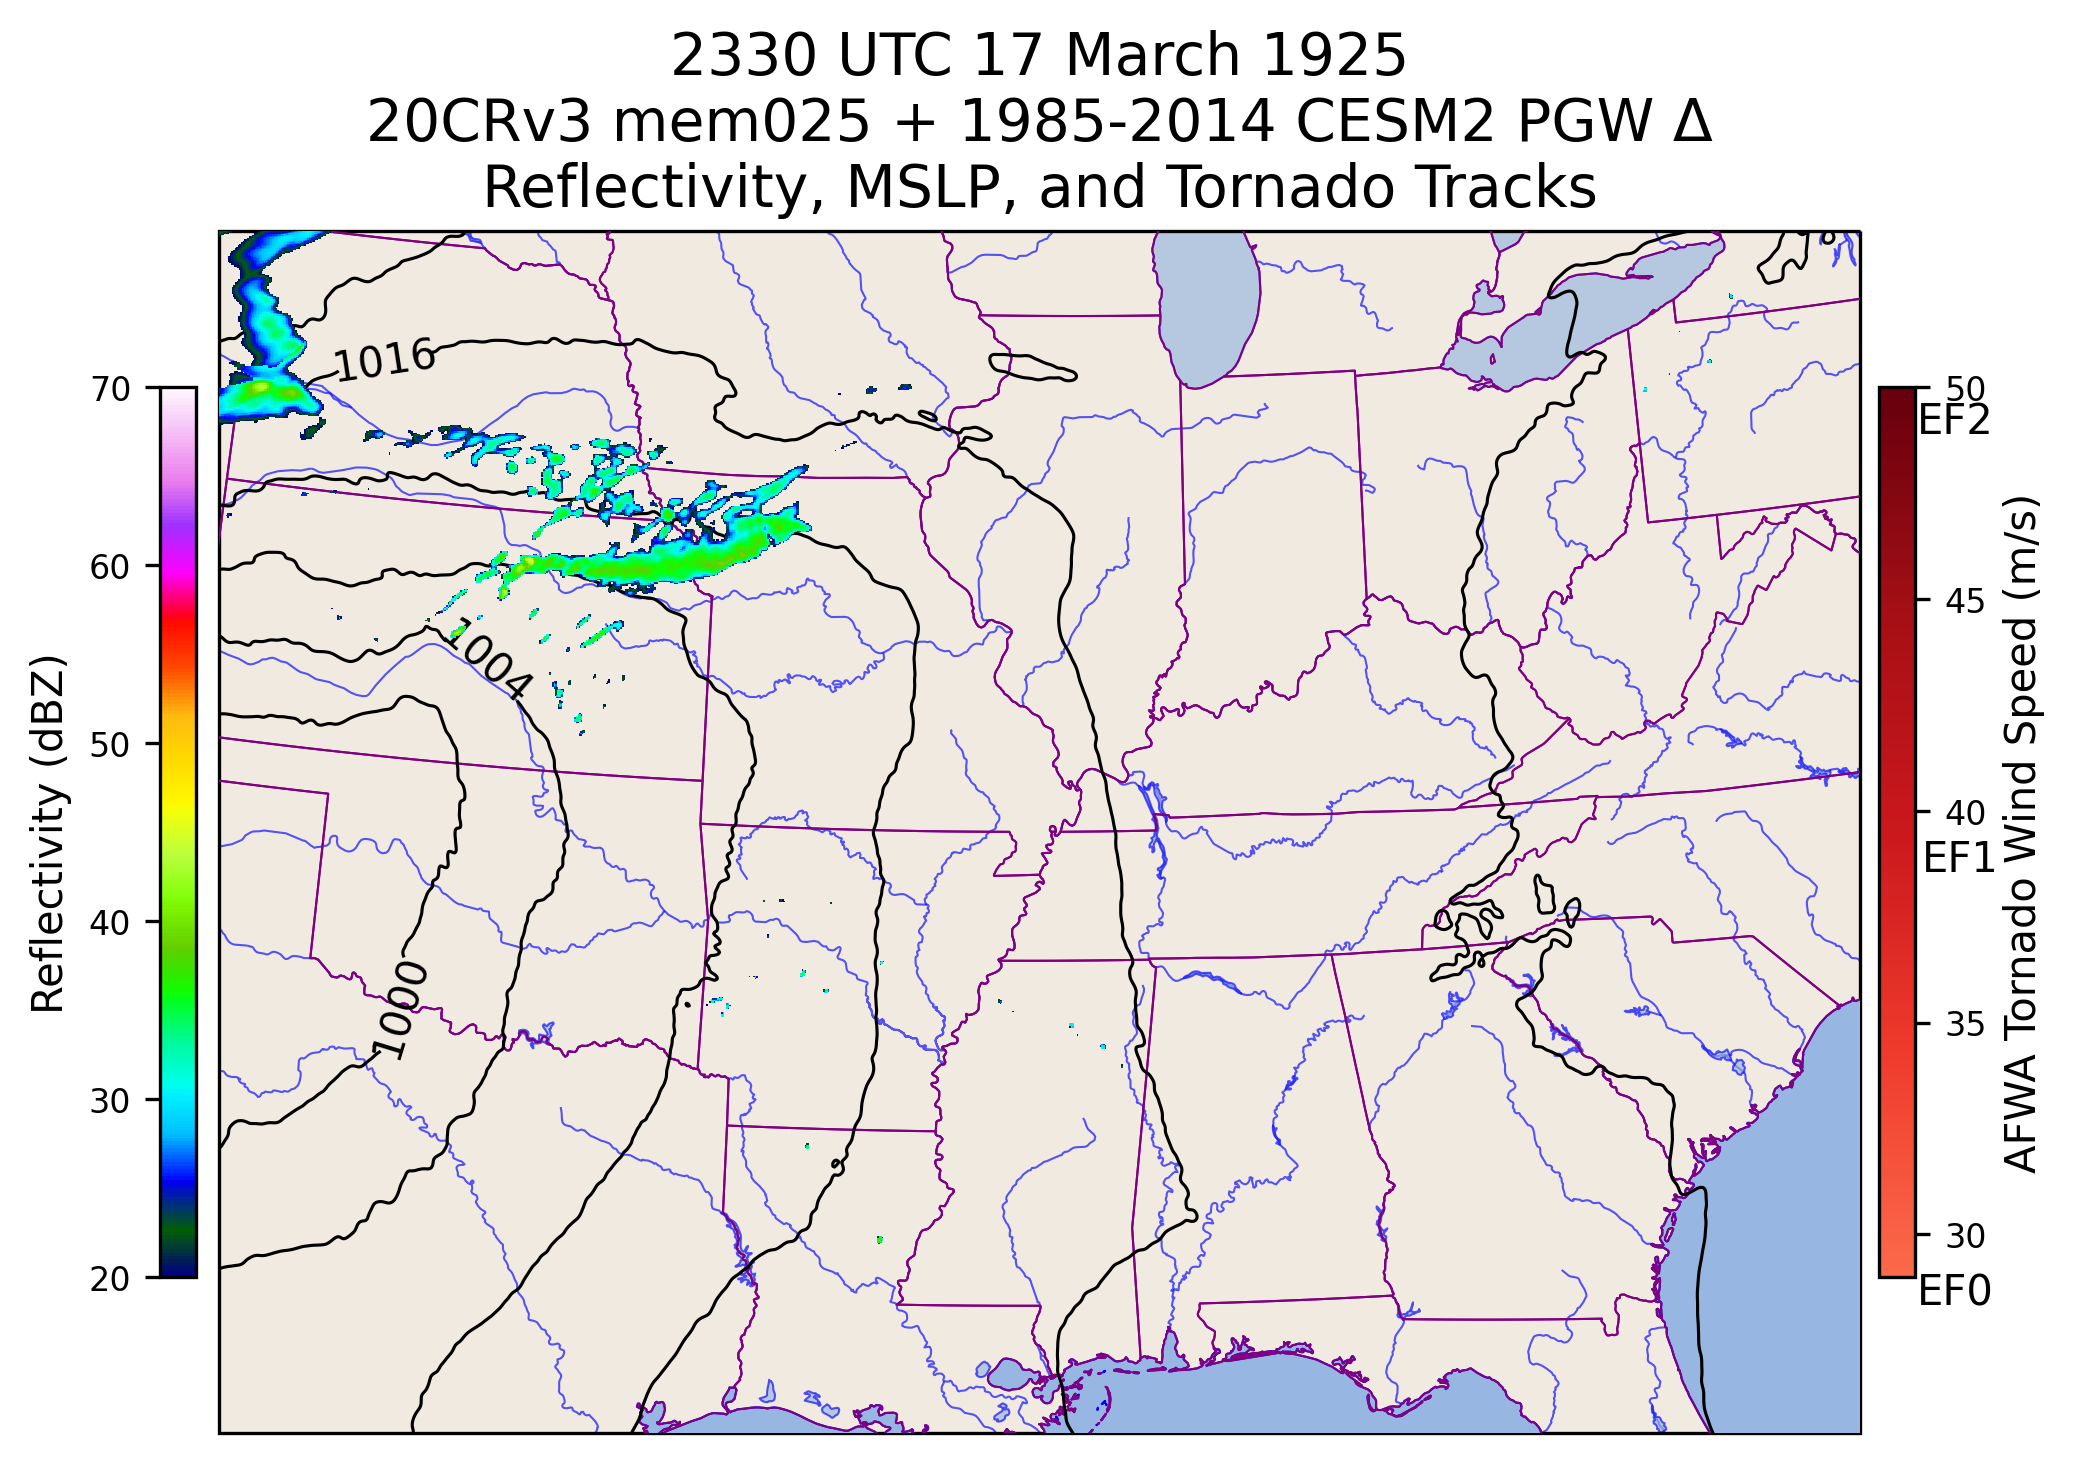 2330 UTC 17 March 1925
20CRv3 mem025 + 1985-2014 CESM2 PGW Δ
Reflectivity, MSLP, and Tornado Tracks
1016
1004
1000
70
60
50
40
30
20
Reflectivity (dBZ)
50
EF2
45
40
EF1
35
30
EF0
AFWA Tornado Wind Speed (m/s)